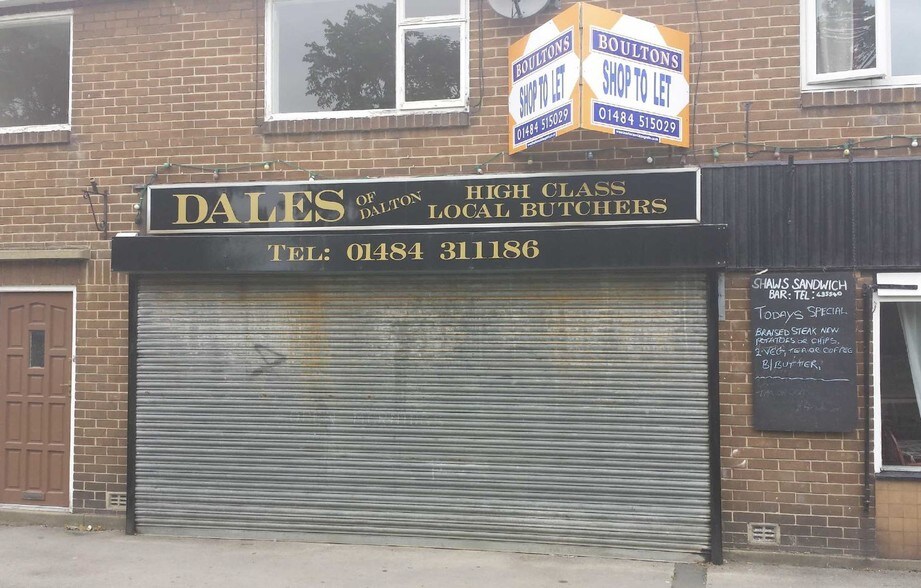 BOULTONS
SHOP TO LET
01484 515029
BOULTONS
SHOP TO LET
01484 515029
DALES OF DALTON
HIGH CLASS
LOCAL BUTCHERS
TEL: 01484 311186
SHAWS SANDWICH
BAR: TEL: 435540
TODAYS SPECIAL
BRAISED STEAK NEW
POTATOES OR CHIPS,
2 VEG, TEA OR COFFEE
B/BUTTER,